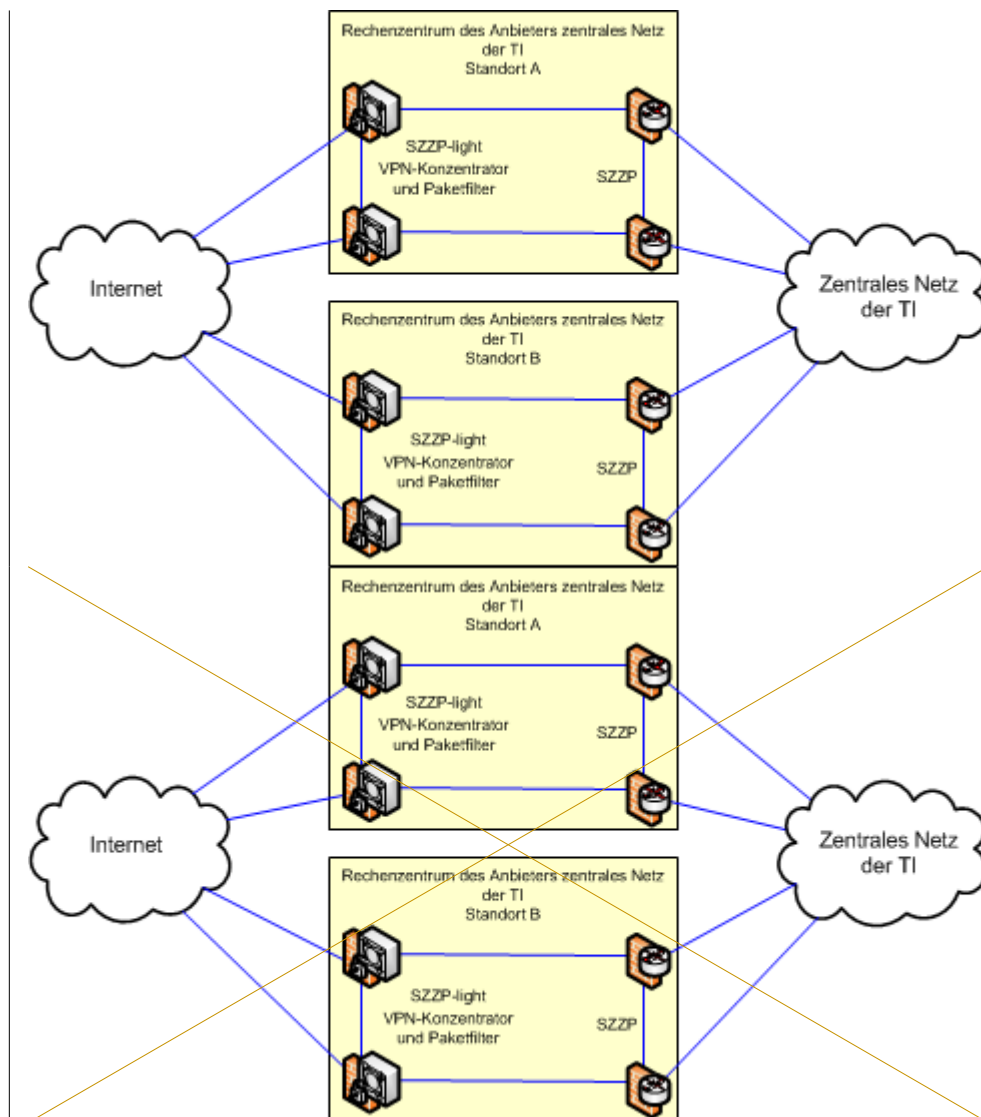 Rechenzentrum des Anbieters zentrales Netz
der TI
Standort A
SZZP-light
VPN-Konzentrator
und Paketfilter
SZZP
Internet
Zentrales Netz
der TI
Rechenzentrum des Anbieters zentrales Netz
der TI
Standort B
SZZP-light
VPN-Konzentrator
und Paketfilter
SZZP
Rechenzentrum des Anbieters zentrales Netz
der TI
Standort A
SZZP-light
VPN-Konzentrator
und Paketfilter
SZZP
Internet
Zentrales Netz
der TI
Rechenzentrum des Anbieters zentrales Netz
der TI
Standort B
SZZP-light
VPN-Konzentrator
und Paketfilter
SZZP